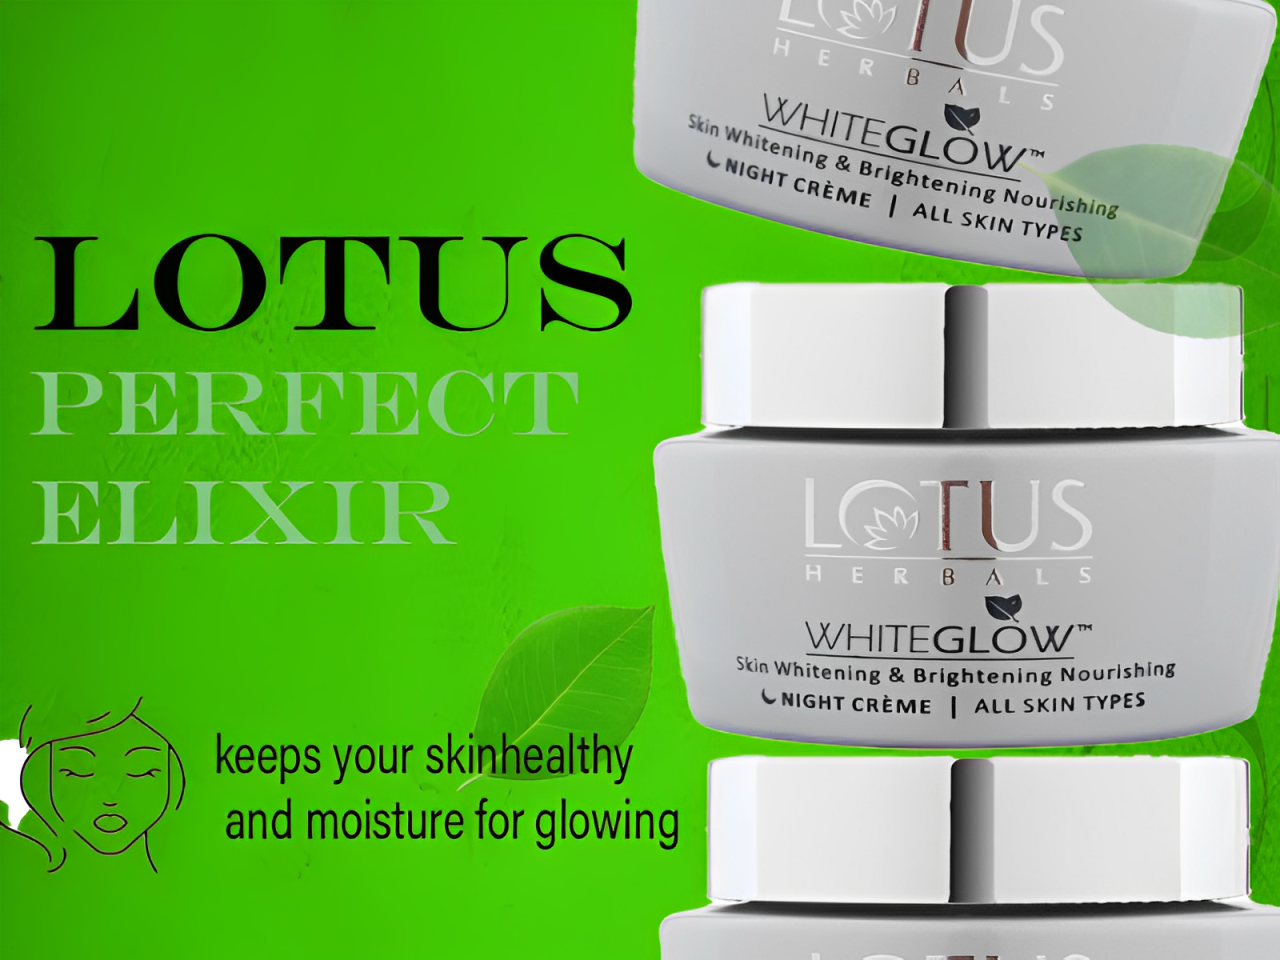 LOTUS
PERFECT
ELIXIR
keeps your skinhealthy
and moisture for glowing
LOTUS
HERBALS
WHITEGLOW™
Skin Whitening & Brightening Nourishing
NIGHT CRÈME | ALL SKIN TYPES
LOTUS
HERBALS
WHITEGLOW™
Skin Whitening & Brightening Nourishing
NIGHT CRÈME | ALL SKIN TYPES